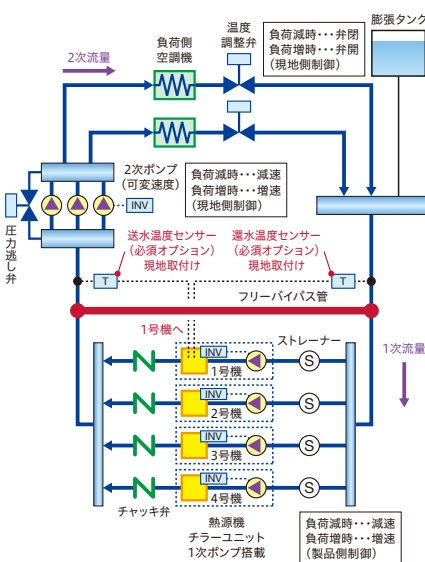 膨張タンク
負荷側
空調機
温度
調整弁
負荷減時･･･弁閉
負荷増時･･･弁開
(現地側制御)
2次流量
2次ポンプ
(可変速度)
負荷減時･･･減速
負荷増時･･･増速
(現地側制御)
INV
圧力逃し弁
送水温度センサー
(必須オプション)
現地取付け
還水温度センサー
(必須オプション)
現地取付け
T
T
フリーバイパス管
1号機へ
ストレーナー
1次流量
INV
S
1号機
INV
S
2号機
INV
S
3号機
INV
S
4号機
チャッキ弁
熱源機
チラーユニット
1次ポンプ搭載
負荷減時･･･減速
負荷増時･･･増速
(製品側制御)